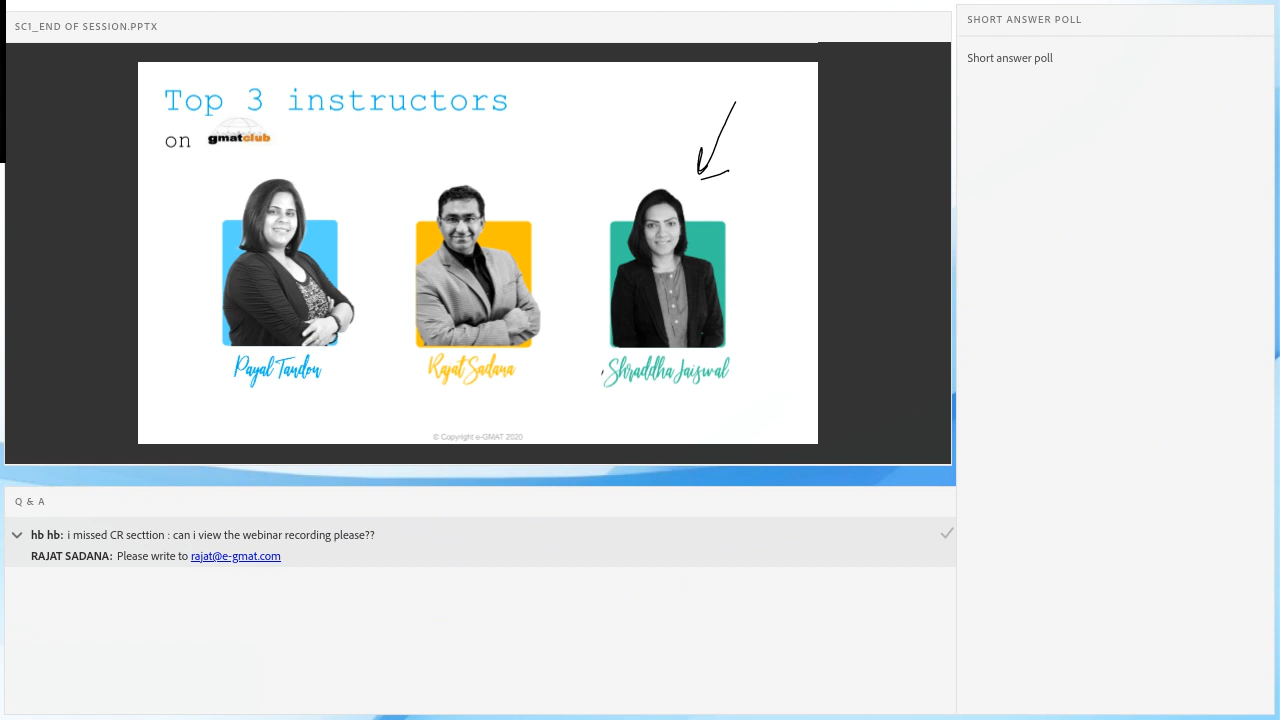 SC1_END OF SESSION.PPTX
Top 3 instructors
on gmatclub
Payal Tandon
Rajat Sadana
Shraddha Jaiswal
© Copyright e-GMAT 2020
Q & A
hb hb: i missed CR secttion : can i view the webinar recording please??
RAJAT SADANA: Please write to rajat@e-gmat.com
SHORT ANSWER POLL
Short answer poll